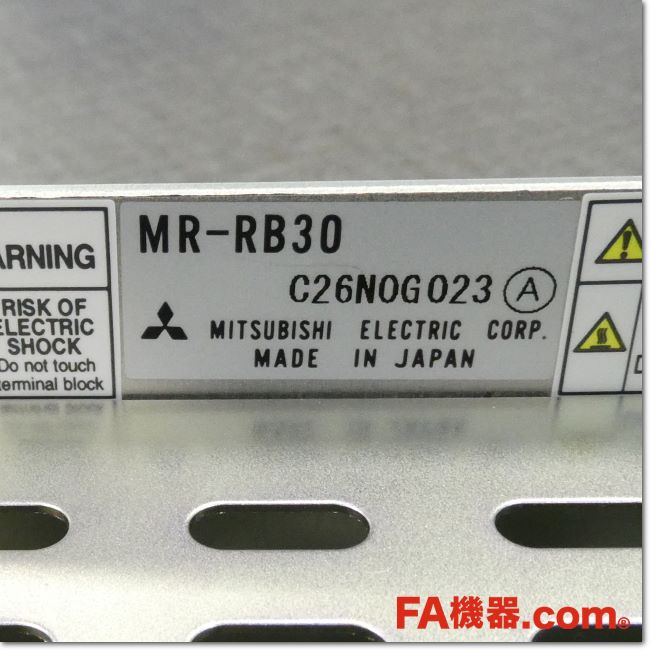 ARNING
RISK OF
ELECTRIC
SHOCK
Do not touch
terminal block
MR-RB30
C26N0G023 A
MITSUBISHI ELECTRIC CORP.
MADE IN JAPAN
FA機器.com®